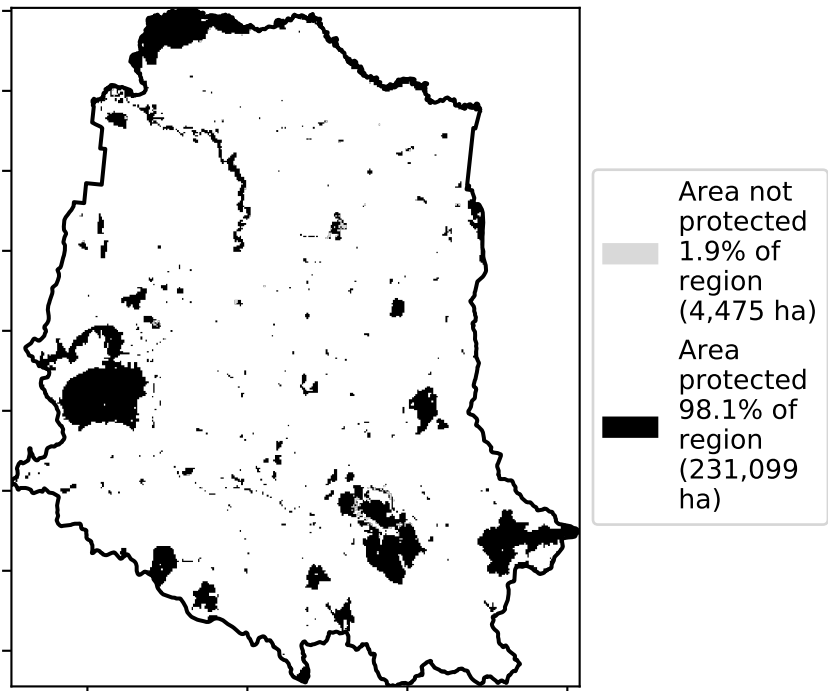 Area not
protected
1.9% of
region
(4,475 ha)
Area
protected
98.1% of
region
(231,099
ha)